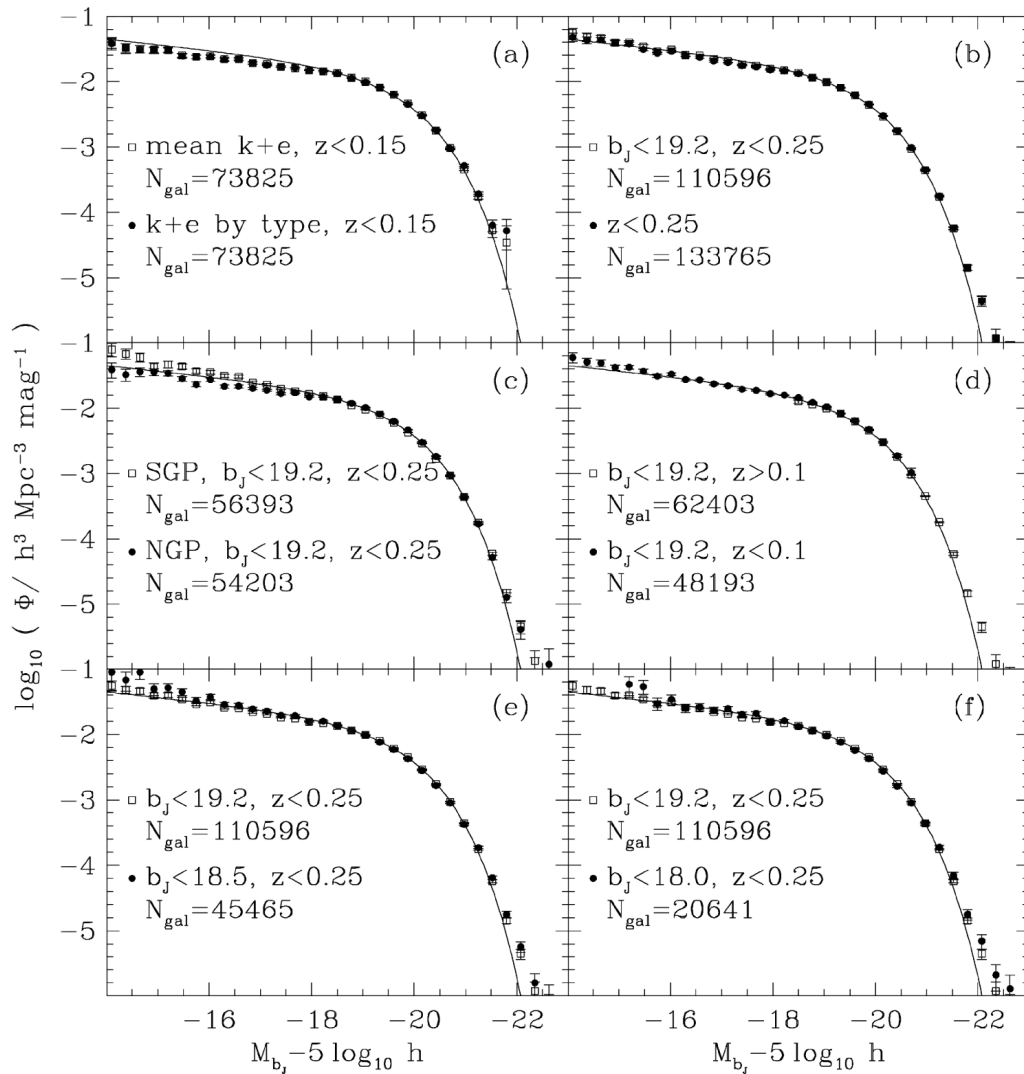 −1
(a)
(b)
−2
□ mean k+e, z<0.15
N_gal=73825
● k+e by type, z<0.15
N_gal=73825
□ b_J<19.2, z<0.25
N_gal=110596
● z<0.25
N_gal=133765
−3
−4
−5
−1
(c)
(d)
−2
□ SGP, b_J<19.2, z<0.25
N_gal=56393
● NGP, b_J<19.2, z<0.25
N_gal=54203
□ b_J<19.2, z>0.1
N_gal=62403
● b_J<19.2, z<0.1
N_gal=48193
−3
−4
−5
−1
(e)
(f)
−2
□ b_J<19.2, z<0.25
N_gal=110596
● b_J<18.5, z<0.25
N_gal=45465
□ b_J<19.2, z<0.25
N_gal=110596
● b_J<18.0, z<0.25
N_gal=20641
−3
−4
−5
log₁₀ ( Φ/ h³ Mpc⁻³ mag⁻¹ )
−16 −18 −20 −22
−16 −18 −20 −22
M_{b_J}−5 log₁₀ h
M_{b_J}−5 log₁₀ h